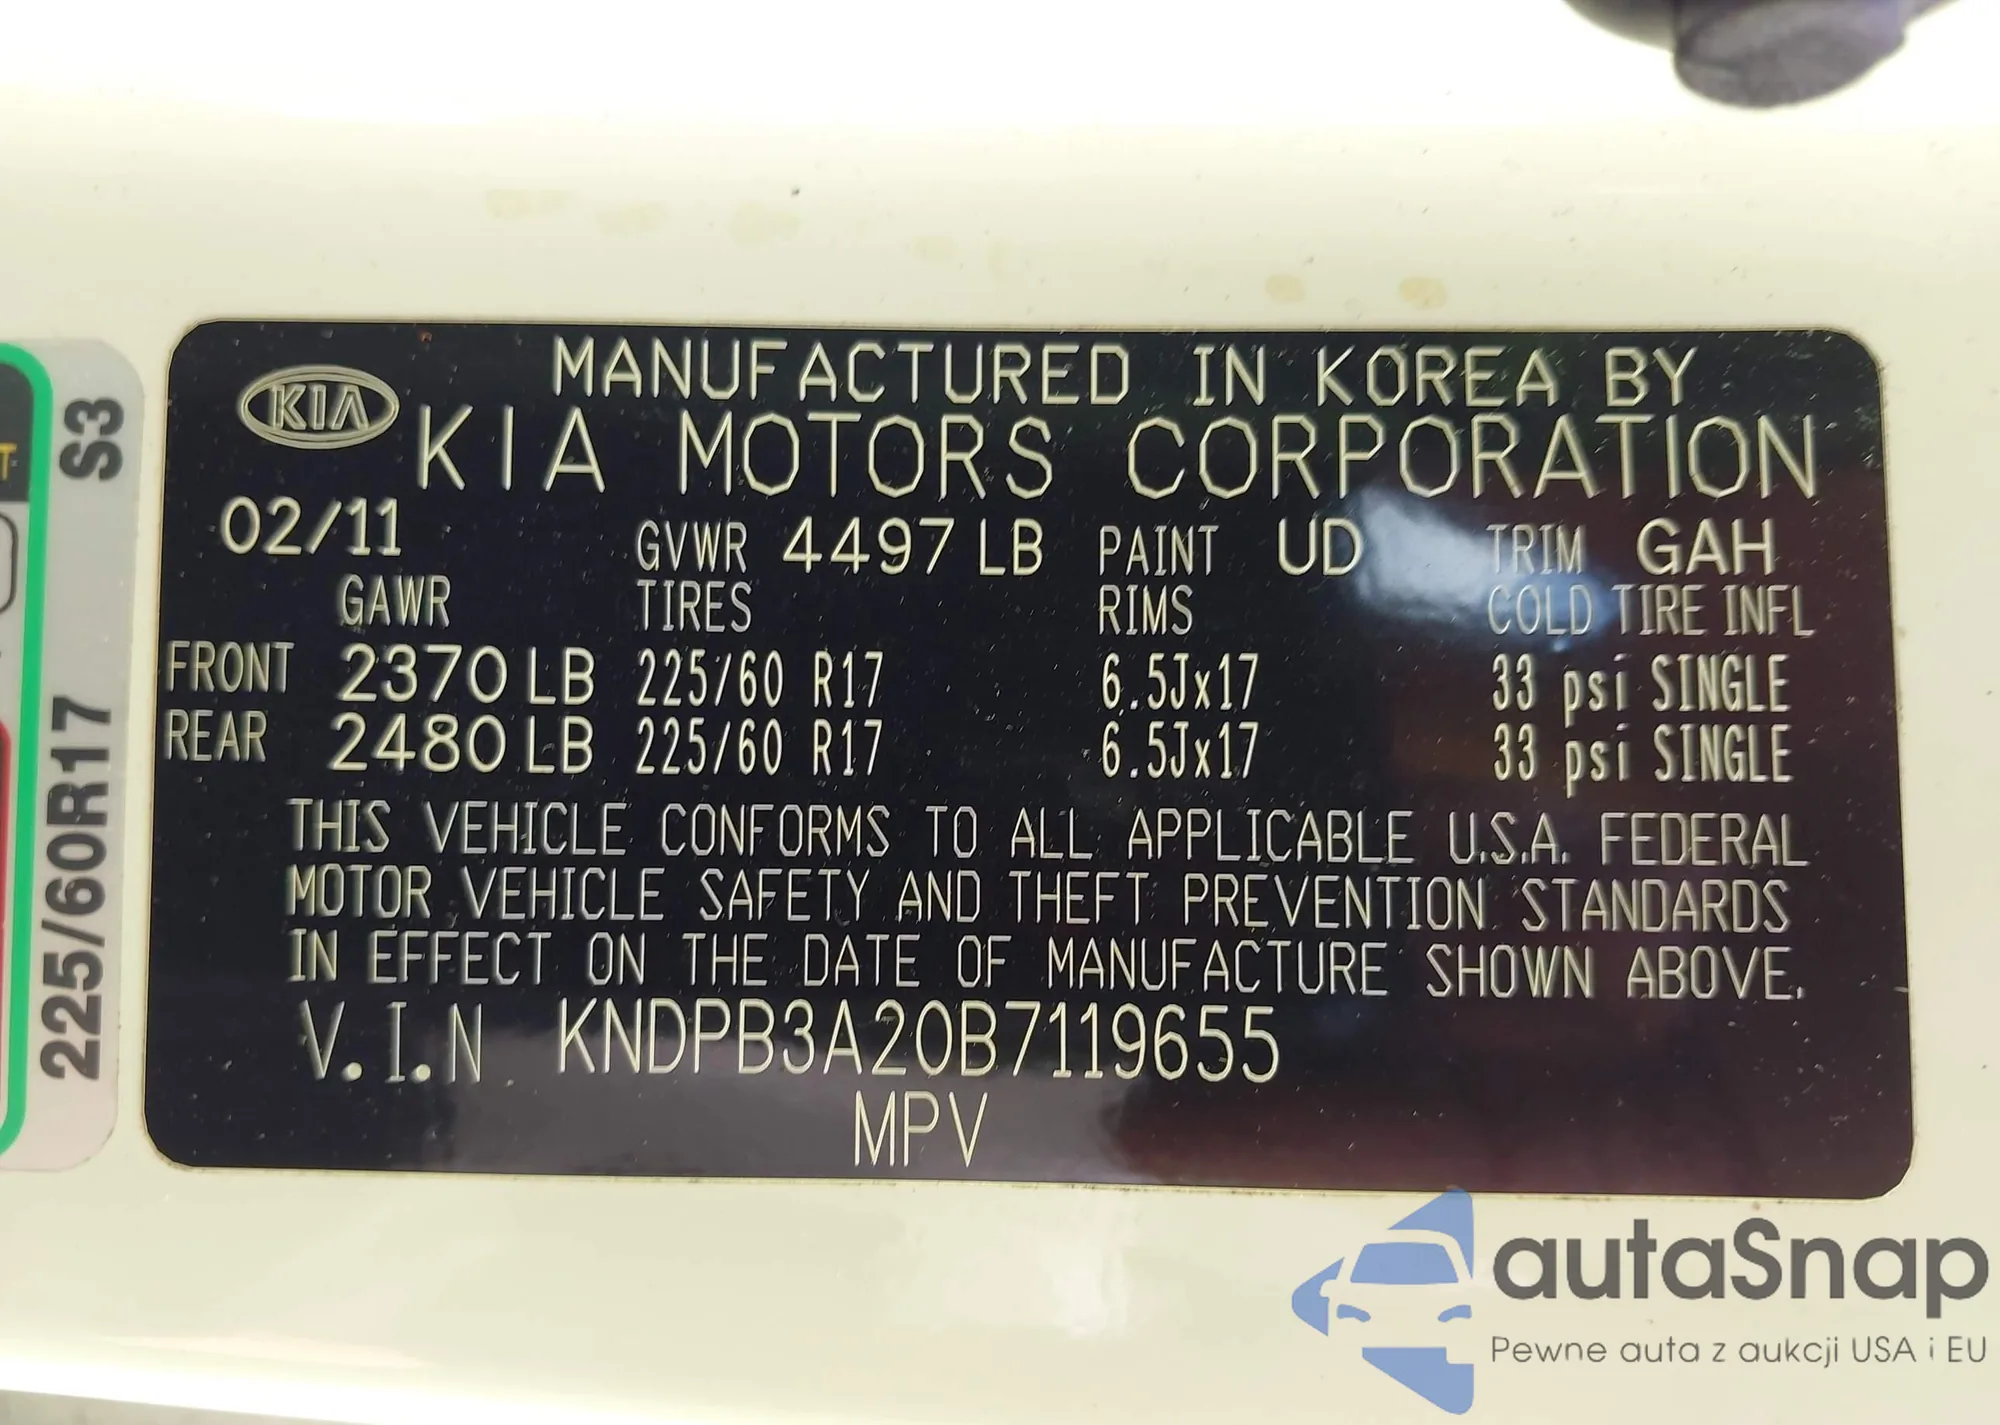 MANUFACTURED IN KOREA BY
KIA
KIA MOTORS CORPORATION
02/11 GVWR 4497 LB PAINT UD TRIM GAH
GAWR TIRES RIMS COLD TIRE INFL
FRONT 2370 LB 225/60 R17 6.5Jx17 33 psi SINGLE
REAR 2480 LB 225/60 R17 6.5Jx17 33 psi SINGLE
THIS VEHICLE CONFORMS TO ALL APPLICABLE U.S.A. FEDERAL
MOTOR VEHICLE SAFETY AND THEFT PREVENTION STANDARDS
IN EFFECT ON THE DATE OF MANUFACTURE SHOWN ABOVE.
V.I.N KNDPB3A20B7119655
MPV
225/60R17 S3
autaSnap
Pewne auta z aukcji USA i EU